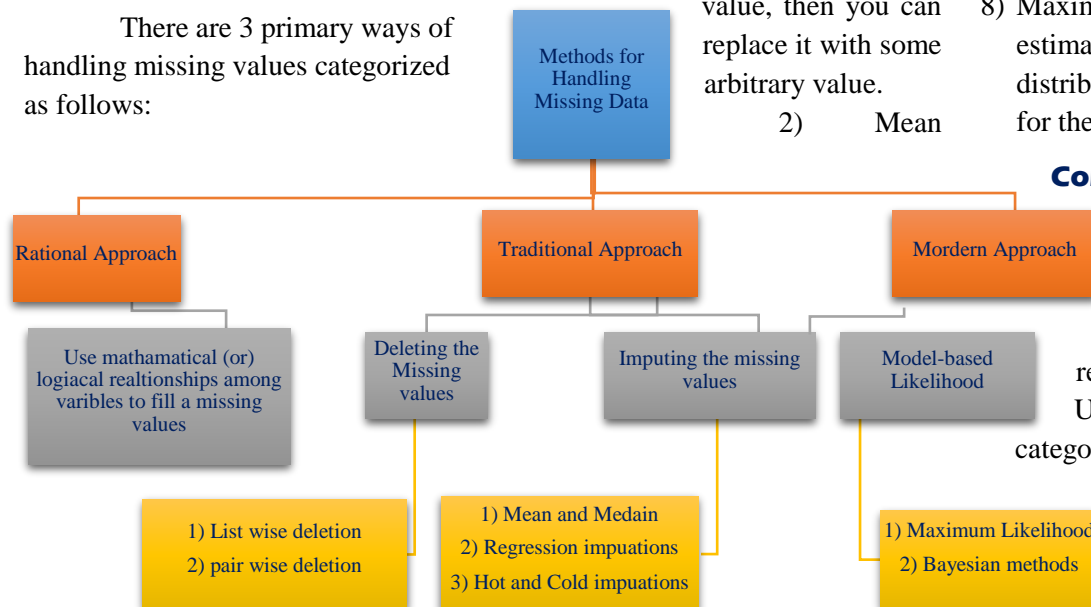 There are 3 primary ways of
handling missing values categorized
as follows:
value, then you can
replace it with some
arbitrary value.
2) Mean
8) Maxim
estima
distrib
for the
Co
Methods for
Handling
Missing Data
Rational Approach
Traditional Approach
Mordern Approach
Use mathamatical (or)
logiacal realtionships among
varibles to fill a missing
values
Deleting the
Missing
values
Imputing the missing
values
Model-based
Likelihood
re
U
catego
1) List wise deletion
2) pair wise deletion
1) Mean and Medain
2) Regression impuations
3) Hot and Cold impuations
1) Maximum Likelihood
2) Bayesian methods